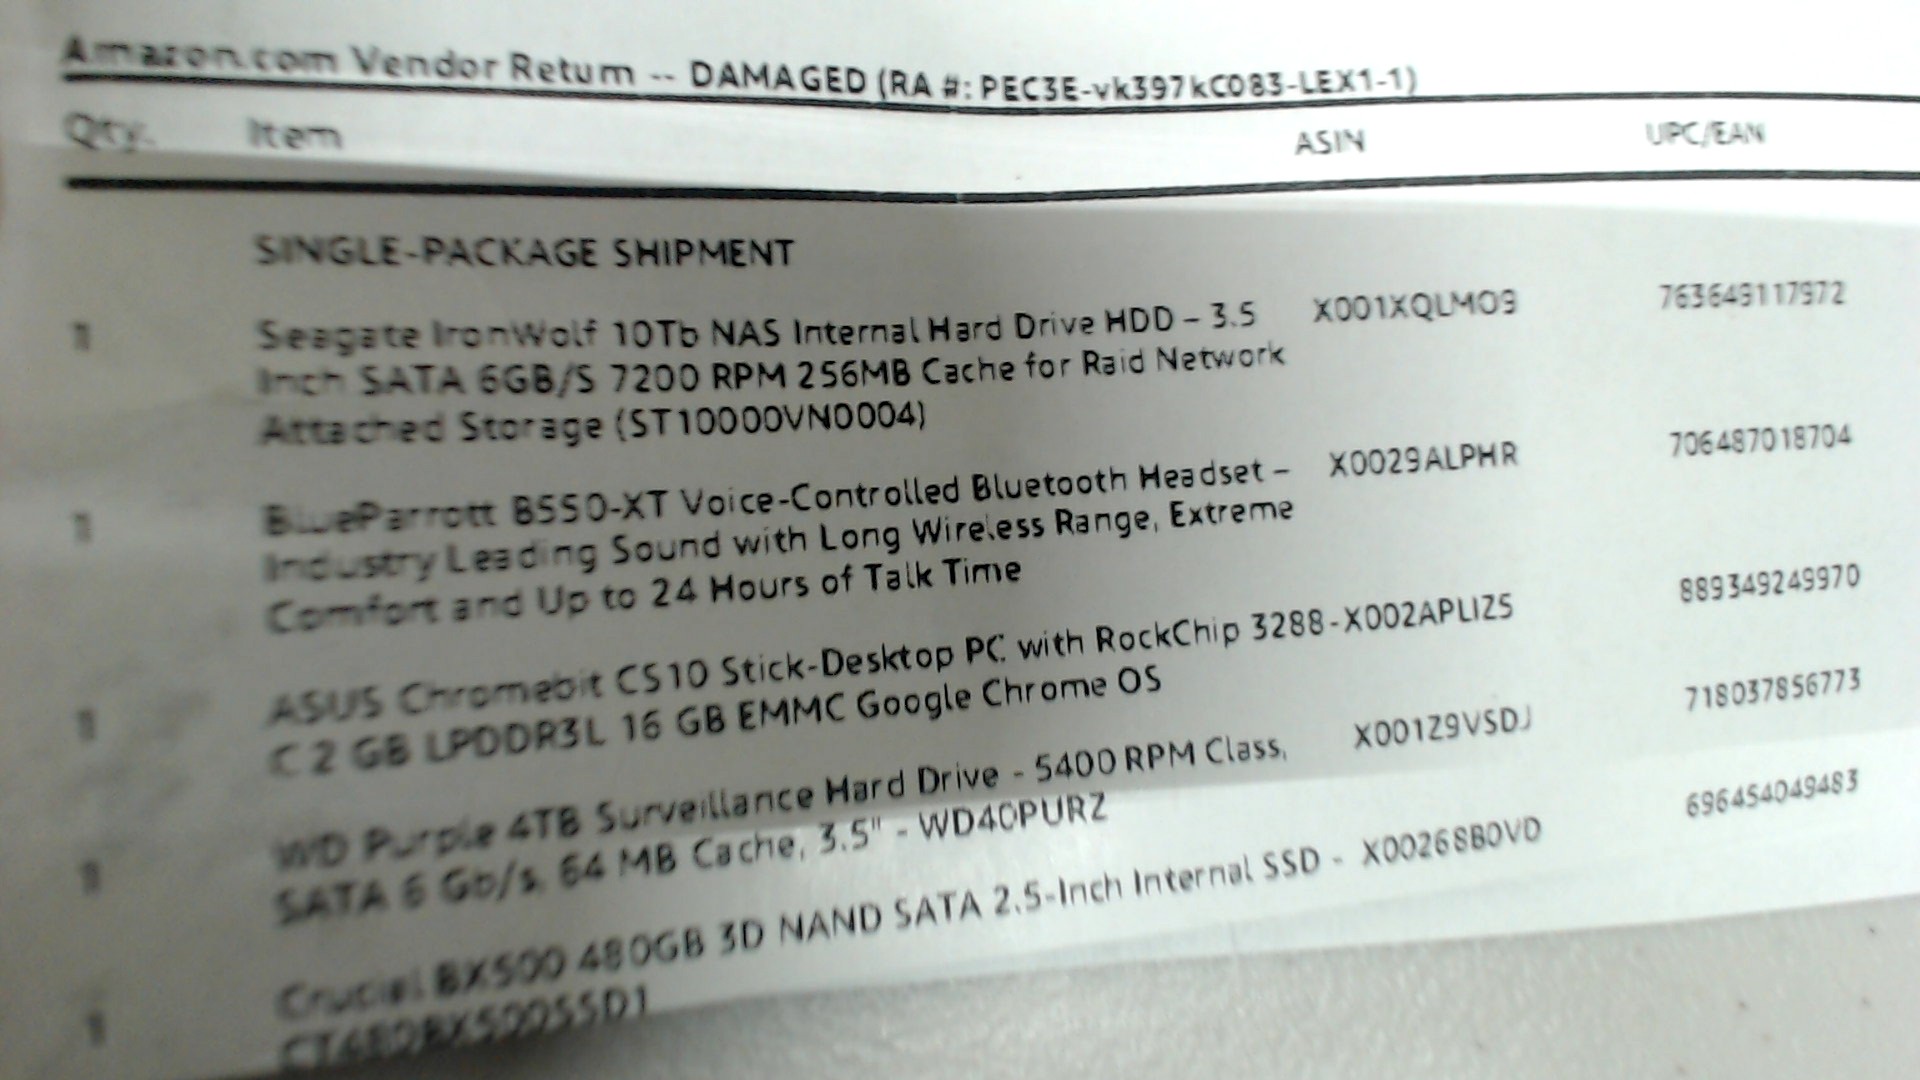 Amazon.com Vendor Return -- DAMAGED (RA #: PEC3E-vk397kC083-LEX1-1)
Qty. Item ASIN UPC/EAN
SINGLE-PACKAGE SHIPMENT
1 Seagate IronWolf 10Tb NAS Internal Hard Drive HDD – 3.5 X001XQLMO9 763649117972
Inch SATA 6GB/S 7200 RPM 256MB Cache for Raid Network
Attached Storage (ST10000VN0004)
1 BlueParrott B550-XT Voice-Controlled Bluetooth Headset – X0029ALPHR 706487018704
Industry Leading Sound with Long Wireless Range, Extreme
Comfort and Up to 24 Hours of Talk Time
1 ASUS Chromebit CS10 Stick-Desktop PC with RockChip 3288-X002APLIZ5 889349249970
C 2 GB LPDDR3L 16 GB EMMC Google Chrome OS
1 WD Purple 4TB Surveillance Hard Drive - 5400 RPM Class, X001Z9VSDJ 718037856773
SATA 6 Gb/s, 64 MB Cache, 3.5" - WD40PURZ
1 Crucial BX500 480GB 3D NAND SATA 2.5-Inch Internal SSD - X00268B0VD 696454049483
CT480BX500SSD1